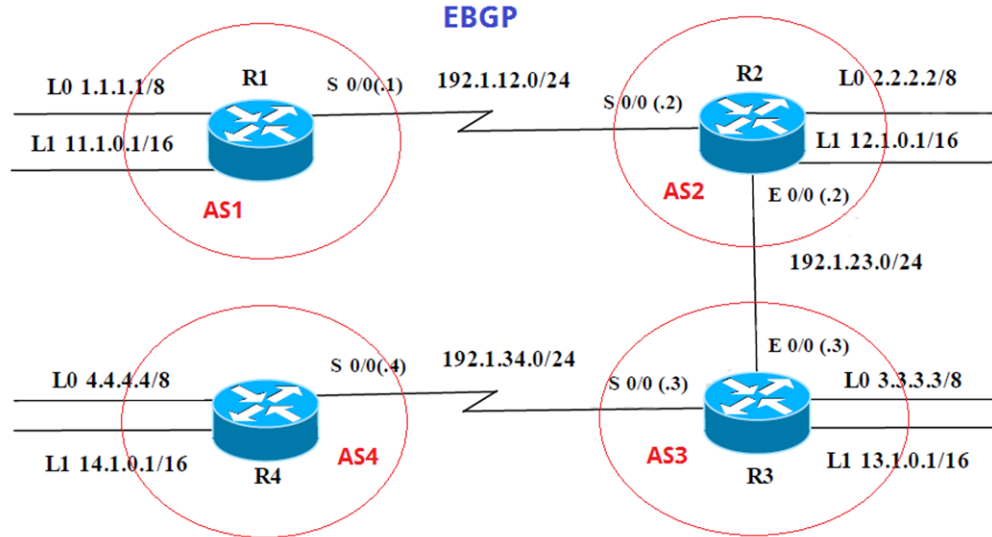 EBGP
R1
L0 1.1.1.1/8
S 0/0(.1)
192.1.12.0/24
L1 11.1.0.1/16
AS1
R2
L0 2.2.2.2/8
S 0/0 (.2)
L1 12.1.0.1/16
AS2
E 0/0 (.2)
192.1.23.0/24
E 0/0 (.3)
192.1.34.0/24
S 0/0(.4)
L0 4.4.4.4/8
S 0/0 (.3)
L0 3.3.3.3/8
L1 14.1.0.1/16
R4
AS4
AS3
R3
L1 13.1.0.1/16